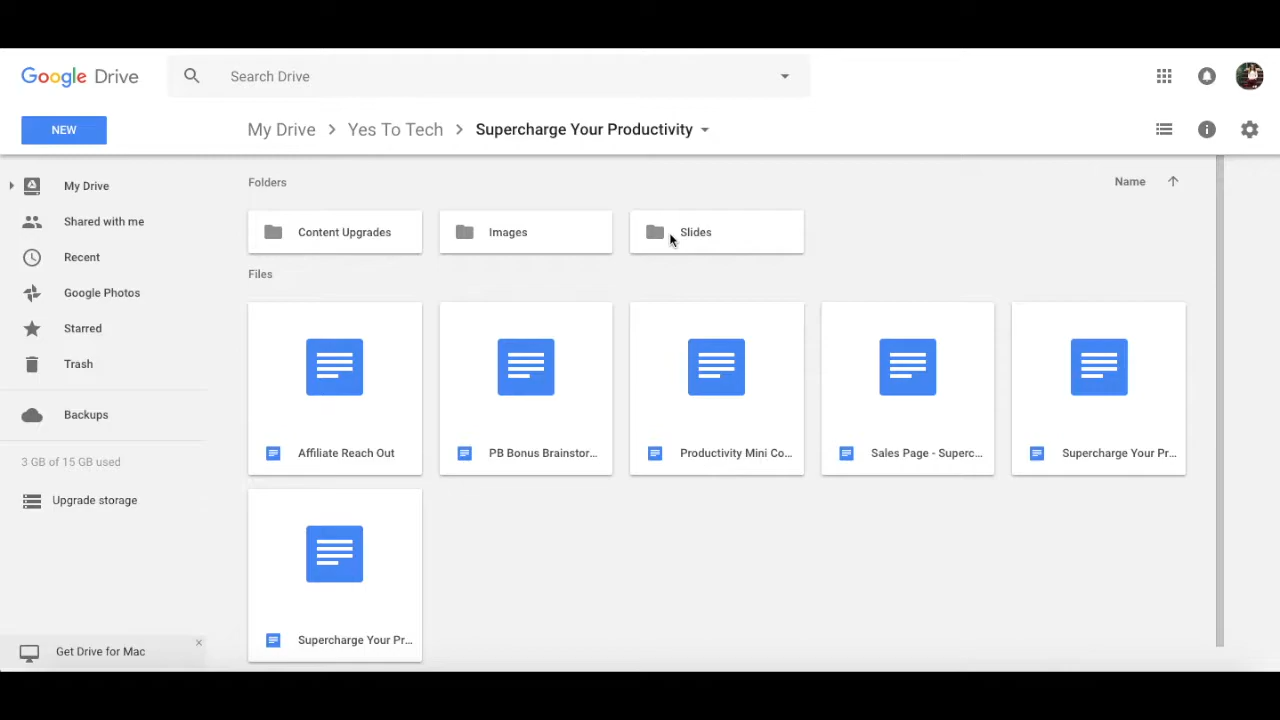 Google Drive
Search Drive
NEW
My Drive > Yes To Tech > Supercharge Your Productivity
My Drive
Shared with me
Recent
Google Photos
Starred
Trash
Backups
3 GB of 15 GB used
Upgrade storage
Get Drive for Mac
Folders
Name
Content Upgrades
Images
Slides
Files
Affiliate Reach Out
PB Bonus Brainstor...
Productivity Mini Co...
Sales Page - Superc...
Supercharge Your Pr...
Supercharge Your Pr...